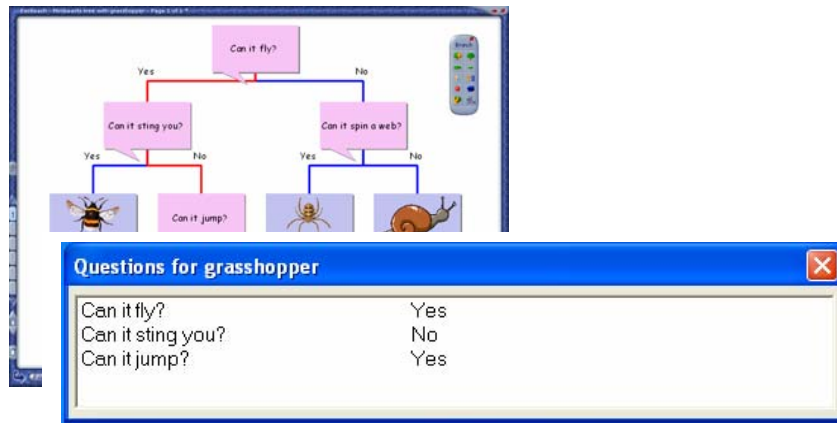 Can it fly?
Yes No
Can it sting you? Can it spin a web?
Yes No Yes No
Can it jump?
Branch
Questions for grasshopper
Can it fly? Yes
Can it sting you? No
Can it jump? Yes